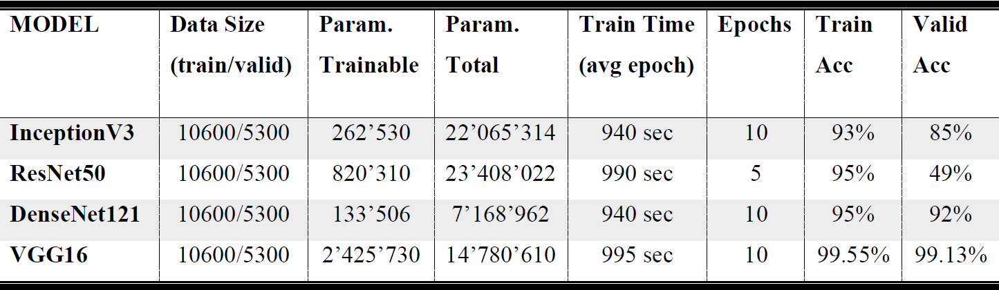 MODEL Data Size Param. Param. Train Time Epochs Train Valid
(train/valid) Trainable Total (avg epoch) Acc Acc
InceptionV3 10600/5300 262’530 22’065’314 940 sec 10 93% 85%
ResNet50 10600/5300 820’310 23’408’022 990 sec 5 95% 49%
DenseNet121 10600/5300 133’506 7’168’962 940 sec 10 95% 92%
VGG16 10600/5300 2’425’730 14’780’610 995 sec 10 99.55% 99.13%